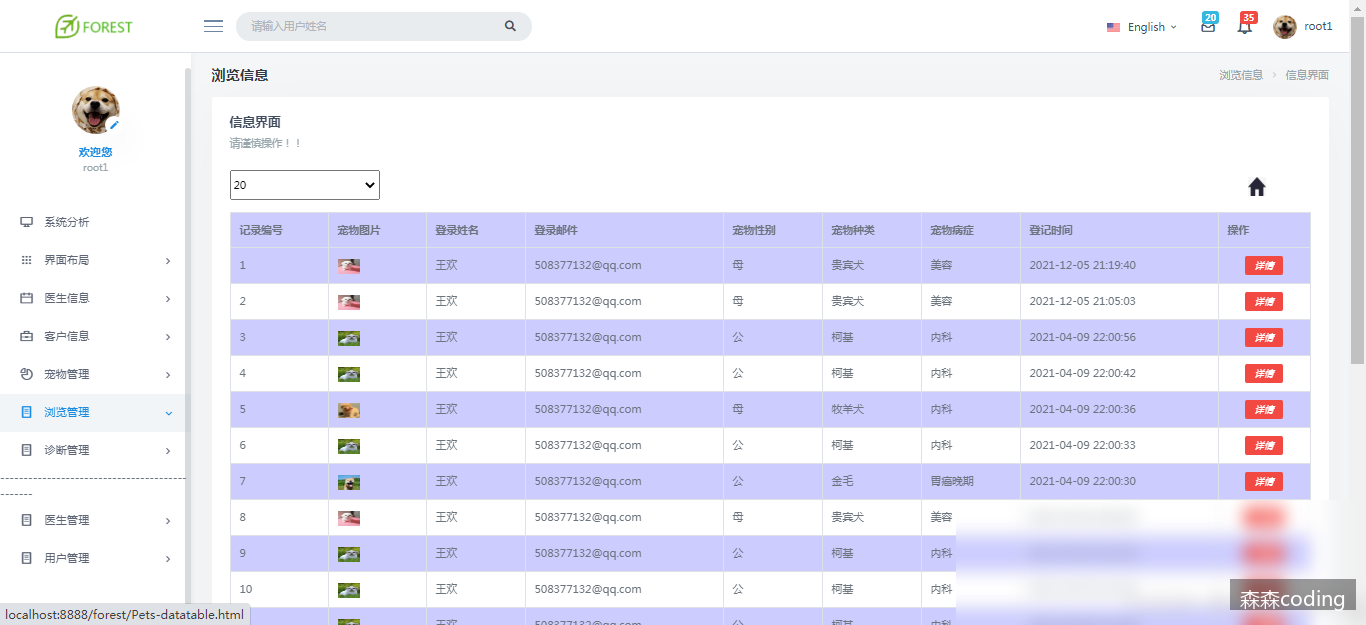 FOREST
请输入用户姓名
English
20
35
root1
欢迎您
root1
系统分析
界面布局
医生信息
客户信息
宠物管理
浏览管理
诊断管理
--------------------------------------------
医生管理
用户管理
浏览信息
浏览信息 > 信息界面
信息界面
请谨慎操作！！
20
记录编号 宠物图片 登录姓名 登录邮件 宠物性别 宠物种类 宠物病症 登记时间 操作
1 王欢 508377132@qq.com 母 贵宾犬 美容 2021-12-05 21:19:40 详情
2 王欢 508377132@qq.com 母 贵宾犬 美容 2021-12-05 21:05:03 详情
3 王欢 508377132@qq.com 公 柯基 内科 2021-04-09 22:00:56 详情
4 王欢 508377132@qq.com 公 柯基 内科 2021-04-09 22:00:42 详情
5 王欢 508377132@qq.com 母 牧羊犬 内科 2021-04-09 22:00:36 详情
6 王欢 508377132@qq.com 公 柯基 内科 2021-04-09 22:00:33 详情
7 王欢 508377132@qq.com 公 金毛 胃癌晚期 2021-04-09 22:00:30 详情
8 王欢 508377132@qq.com 母 贵宾犬 美容
9 王欢 508377132@qq.com 公 柯基 内科
10 王欢 508377132@qq.com 公 柯基 内科
王欢 508377132@qq.com 公 柯基 内科
localhost:8888/forest/Pets-datatable.html
森森coding